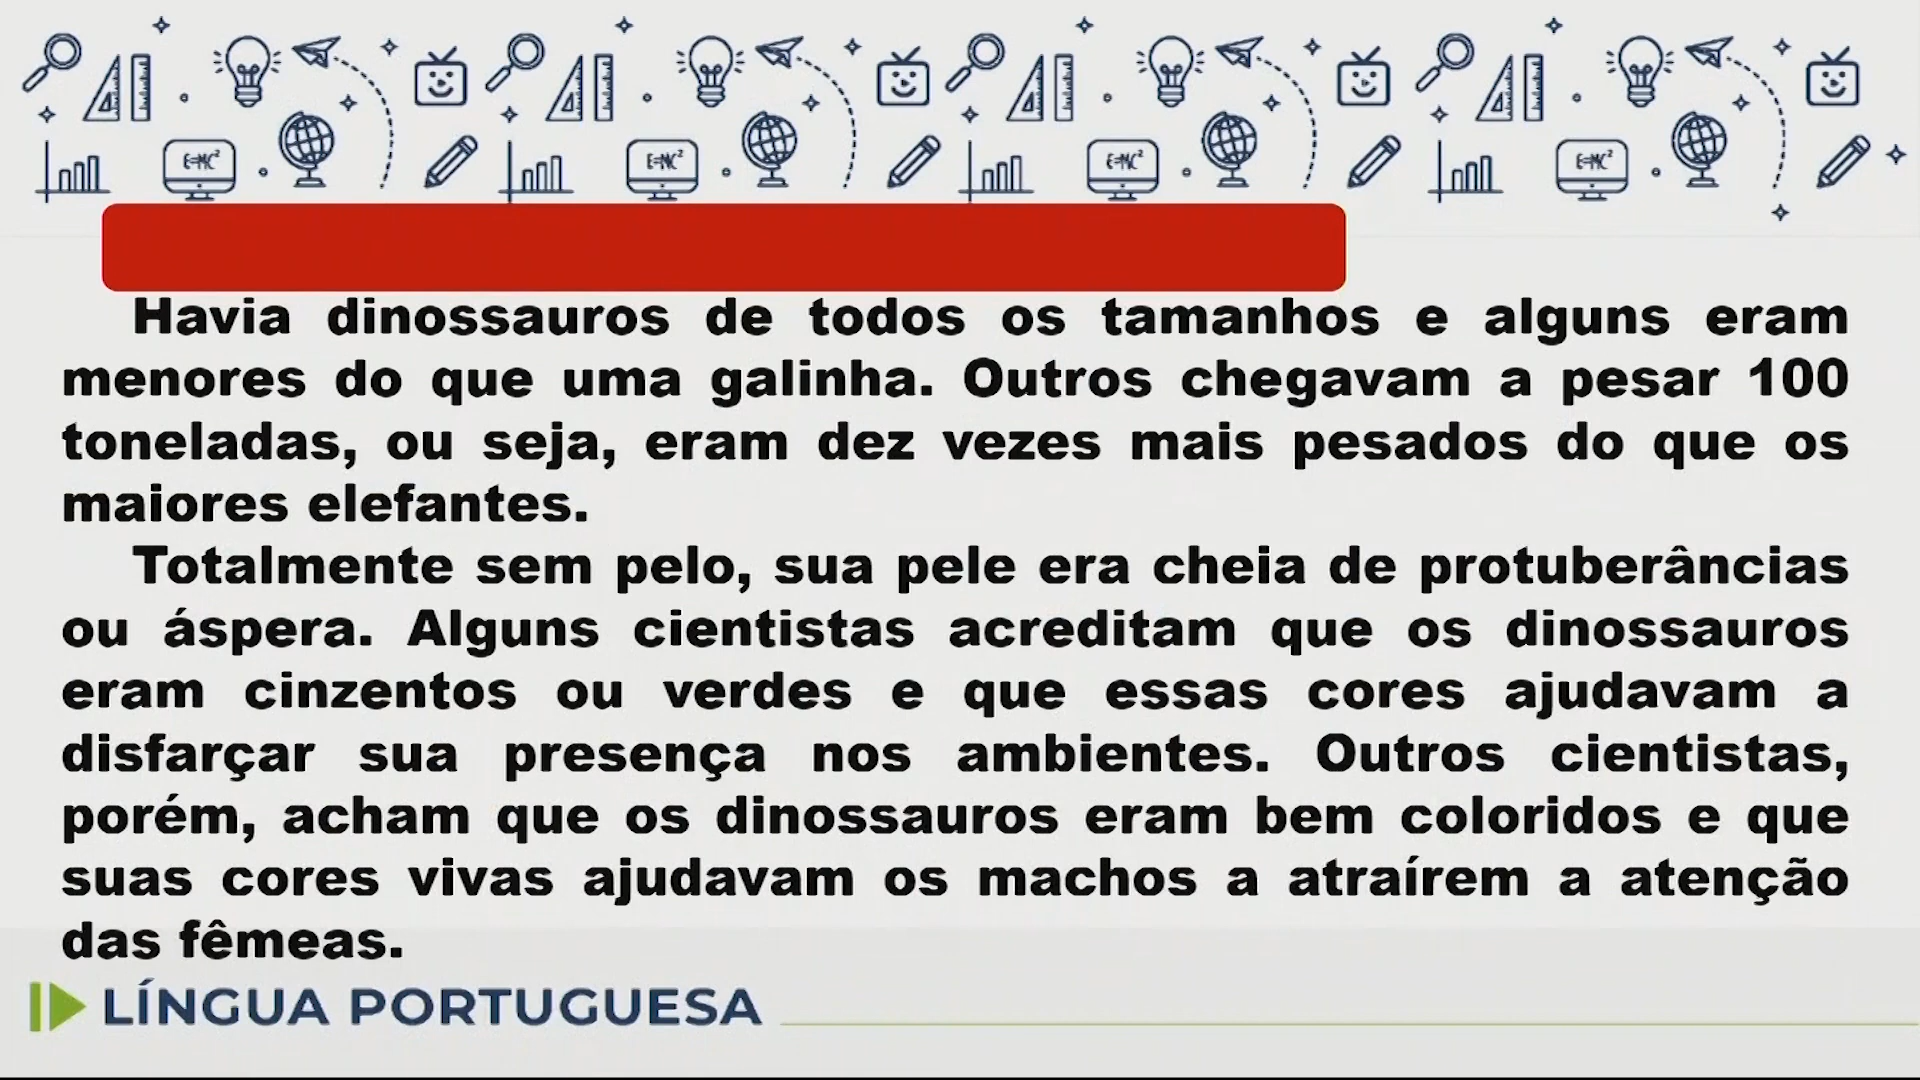 E=MC²
E=MC²
E=MC²
E=MC²
Havia dinossauros de todos os tamanhos e alguns eram
menores do que uma galinha. Outros chegavam a pesar 100
toneladas, ou seja, eram dez vezes mais pesados do que os
maiores elefantes.
Totalmente sem pelo, sua pele era cheia de protuberâncias
ou áspera. Alguns cientistas acreditam que os dinossauros
eram cinzentos ou verdes e que essas cores ajudavam a
disfarçar sua presença nos ambientes. Outros cientistas,
porém, acham que os dinossauros eram bem coloridos e que
suas cores vivas ajudavam os machos a atraírem a atenção
das fêmeas.
LÍNGUA PORTUGUESA